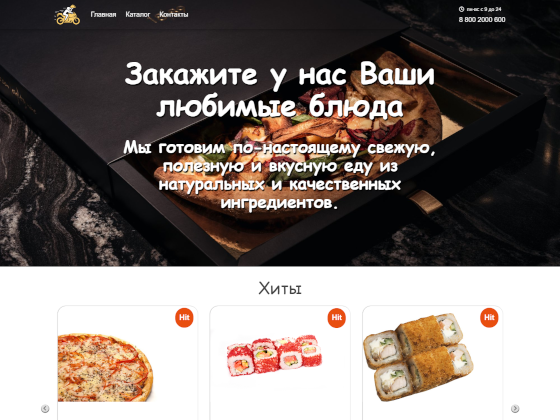 Главная Каталог Контакты
пн-вс с 9 до 24
8 800 2000 600
Закажите у нас Ваши
любимые блюда
Мы готовим по-настоящему свежую,
полезную и вкусную еду из
натуральных и качественных
ингредиентов.
Хиты
Hit
Hit
Hit